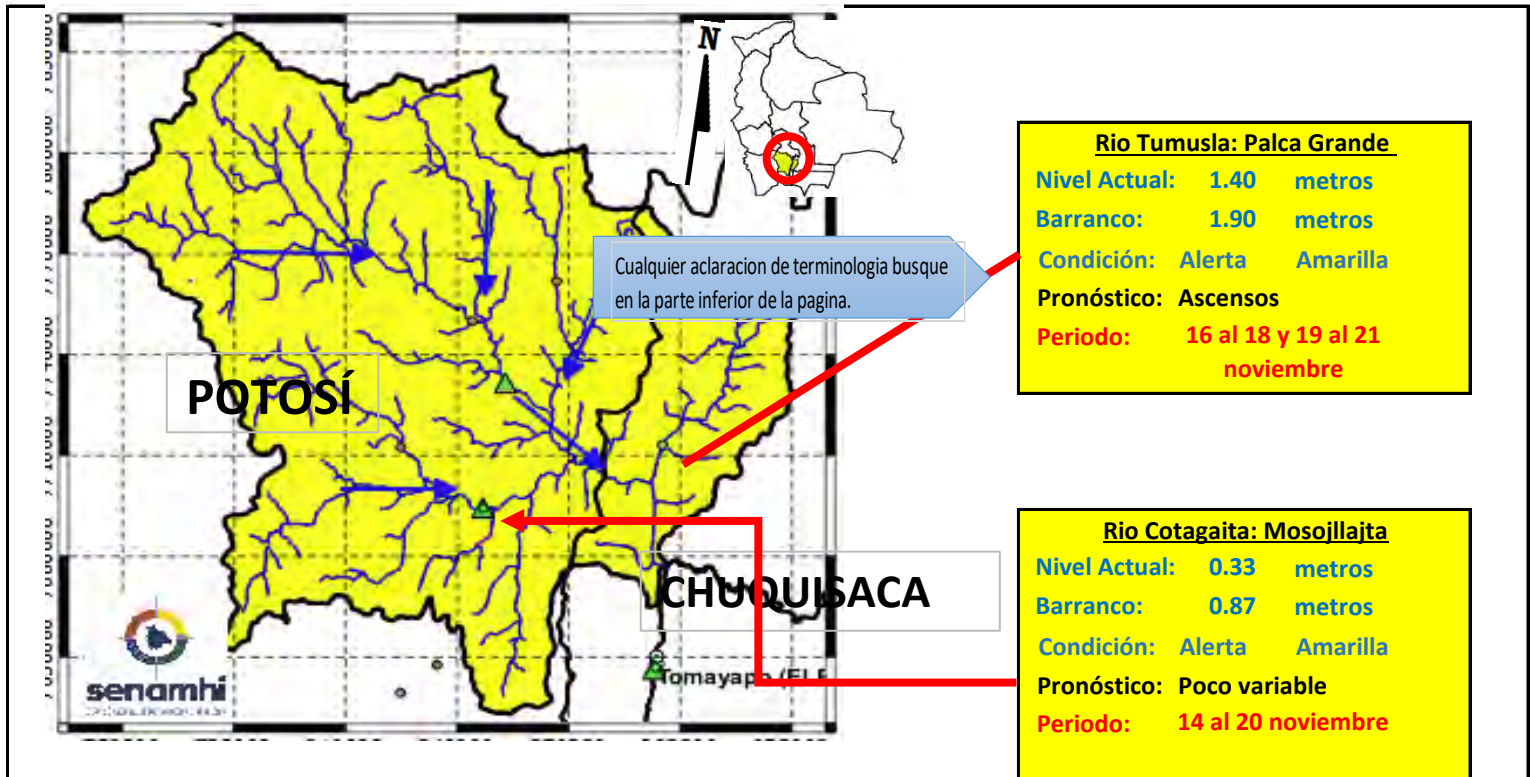 N
Cualquier aclaracion de terminologia busque
en la parte inferior de la pagina.
POTOSÍ
CHUQUISACA
senamhi
Rio Tumusla: Palca Grande
Nivel Actual: 1.40 metros
Barranco: 1.90 metros
Condición: Alerta Amarilla
Pronóstico: Ascensos
Periodo: 16 al 18 y 19 al 21
noviembre
Rio Cotagaita: Mosojllajta
Nivel Actual: 0.33 metros
Barranco: 0.87 metros
Condición: Alerta Amarilla
Pronóstico: Poco variable
Periodo: 14 al 20 noviembre